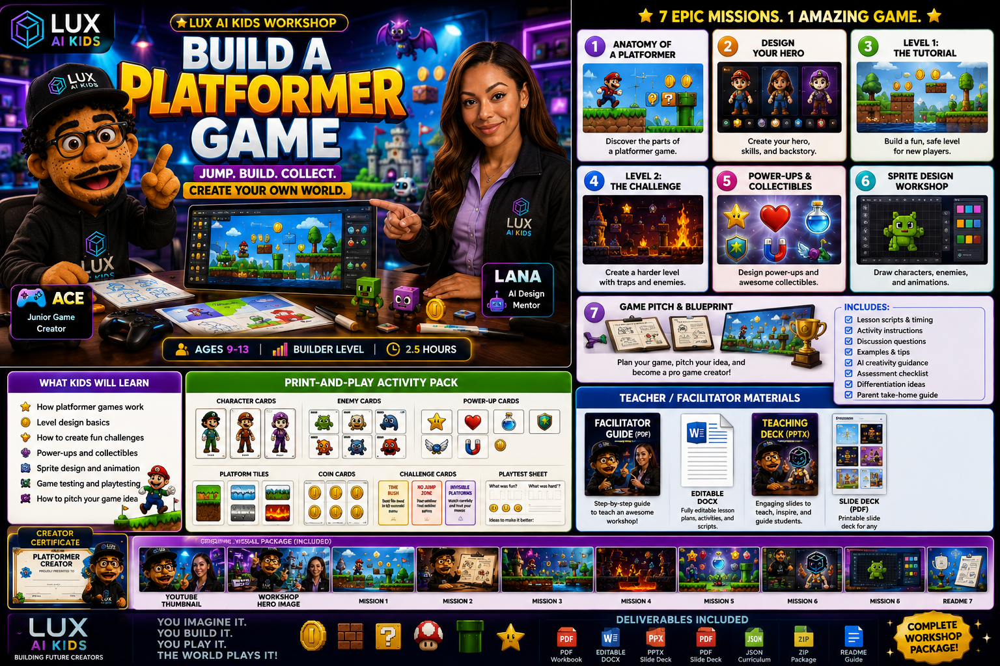 LUX
AI KIDS
LUX AI KIDS WORKSHOP
BUILD A
PLATFORMER
GAME
JUMP. BUILD. COLLECT.
CREATE YOUR OWN WORLD.
LUX
AI KIDS
LUX
AI KIDS
LUX
AI KIDS
ACE
Junior Game
Creator
LANA
AI Design
Mentor
AGES 9-13
BUILDER LEVEL
2.5 HOURS
7 EPIC MISSIONS. 1 AMAZING GAME.
1
ANATOMY OF
A PLATFORMER
Discover the parts of
a platformer game.
2
DESIGN
YOUR HERO
Create your hero,
skills, and backstory.
3
LEVEL 1:
THE TUTORIAL
Build a fun, safe level
for new players.
4
LEVEL 2:
THE CHALLENGE
Create a harder level
with traps and enemies.
5
POWER-UPS &
COLLECTIBLES
Design power-ups and
awesome collectibles.
6
SPRITE DESIGN
WORKSHOP
Draw characters, enemies,
and animations.
7
GAME PITCH & BLUEPRINT
Plan your game, pitch your idea, and
become a pro game creator!
INCLUDES:
Lesson scripts & timing
Activity instructions
Discussion questions
Examples & tips
AI creativity guidance
Assessment checklist
Differentiation ideas
Parent take-home guide
WHAT KIDS WILL LEARN
How platformer games work
Level design basics
How to create fun challenges
Power-ups and collectibles
Sprite design and animation
Game testing and playtesting
How to pitch your game idea
PRINT-AND-PLAY ACTIVITY PACK
CHARACTER CARDS
ENEMY CARDS
POWER-UP CARDS
PLATFORM TILES
COIN CARDS
CHALLENGE CARDS
TIME
RUSH
NO JUMP
ZONE
INVISIBLE
PLATFORMS
PLAYTEST SHEET
What was fun?
What was hard?
Ideas to make it better:
TEACHER / FACILITATOR MATERIALS
FACILITATOR
GUIDE (PDF)
Step-by-step guide
to teach an awesome
workshop!
W
EDITABLE
DOCX
Fully editable lesson
plans, activities, and
scripts.
TEACHING
DECK (PPTX)
Engaging slides to
teach, inspire, and
guide students.
SLIDE DECK
(PDF)
Printable slide
deck for any
CREATOR
CERTIFICATE
PLATFORMER
CREATOR
PROUDLY PRESENTED TO
PACKAGE (INCLUDED)
YOUTUBE
THUMBNAIL
WORKSHOP
HERO IMAGE
MISSION 1
MISSION 2
MISSION 3
MISSION 4
MISSION 5
MISSION 6
MISSION 6
README 7
LUX
AI KIDS
BUILDING FUTURE CREATORS
YOU IMAGINE IT.
YOU BUILD IT.
YOU PLAY IT.
THE WORLD PLAYS IT!
DELIVERABLES INCLUDED
PDF
PDF
Workbook
W
EDITABLE
DOCX
PPX
PPTX
Slide Deck
PDF
PDF
Slide Deck
JSON
JSON
Curriculum
ZIP
ZIP
Package
README
Guide
COMPLETE
WORKSHOP
PACKAGE!